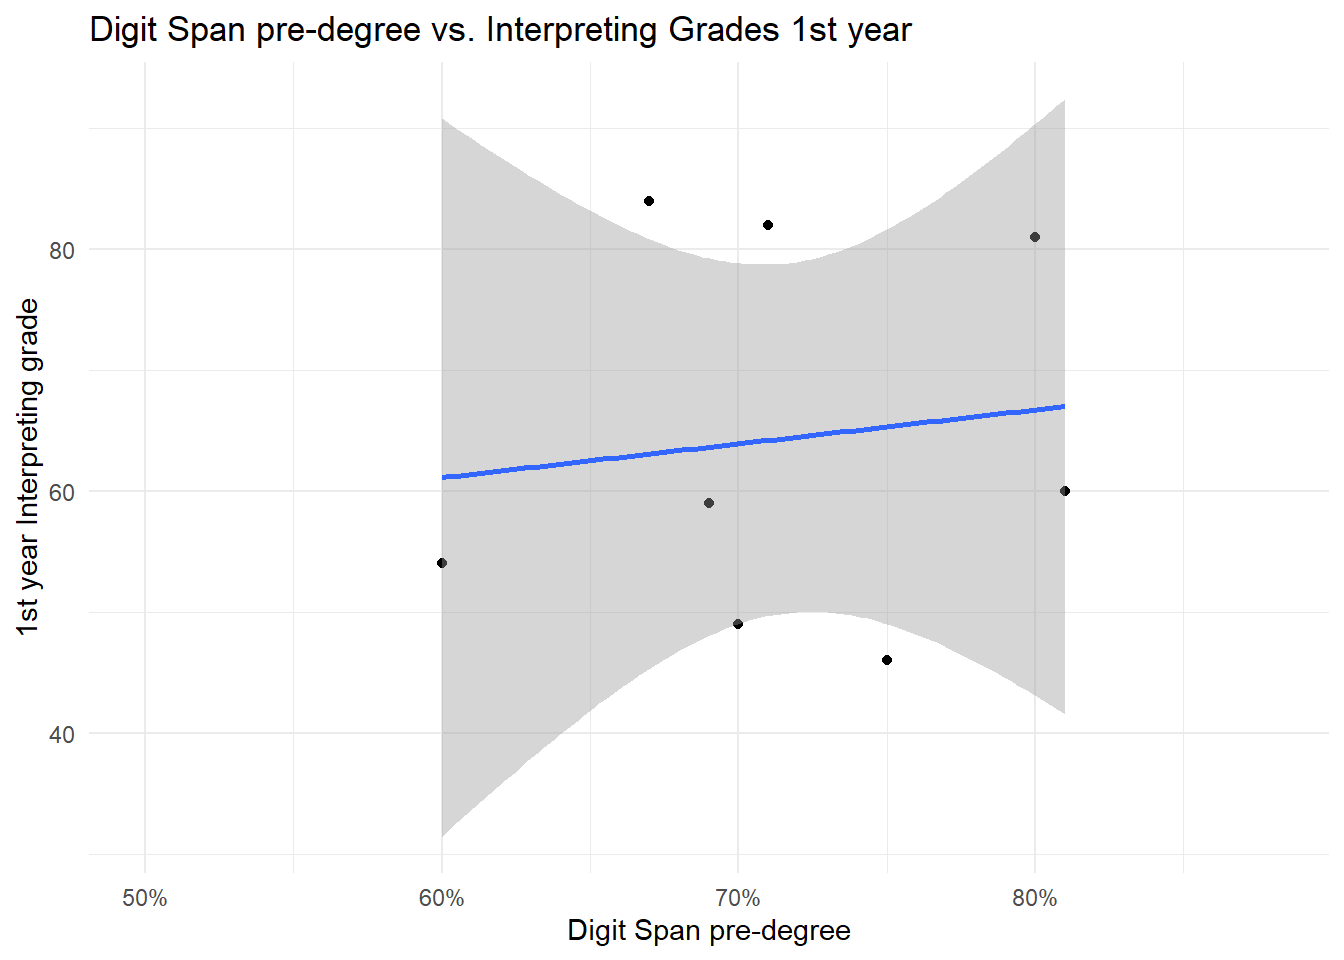 Digit Span pre-degree vs. Interpreting Grades 1st year
1st year Interpreting grade
80
60
40
50%
60%
70%
80%
Digit Span pre-degree